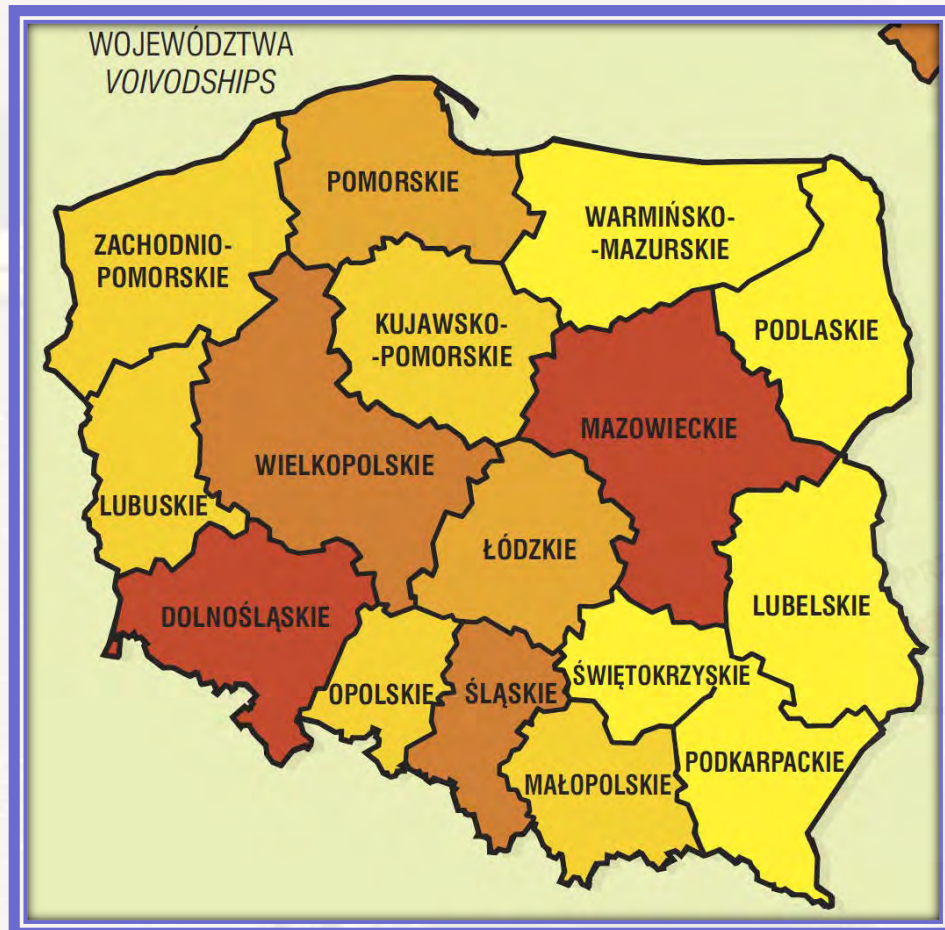 WOJEWÓDZTWA
VOIVODSHIPS
POMORSKIE
ZACHODNIO-
POMORSKIE
WARMIŃSKO-
-MAZURSKIE
KUJAWSKO-
-POMORSKIE
PODLASKIE
MAZOWIECKIE
WIELKOPOLSKIE
LUBUSKIE
ŁÓDZKIE
DOLNOŚLĄSKIE
LUBELSKIE
OPOLSKIE
ŚLĄSKIE
ŚWIĘTOKRZYSKIE
MAŁOPOLSKIE
PODKARPACKIE